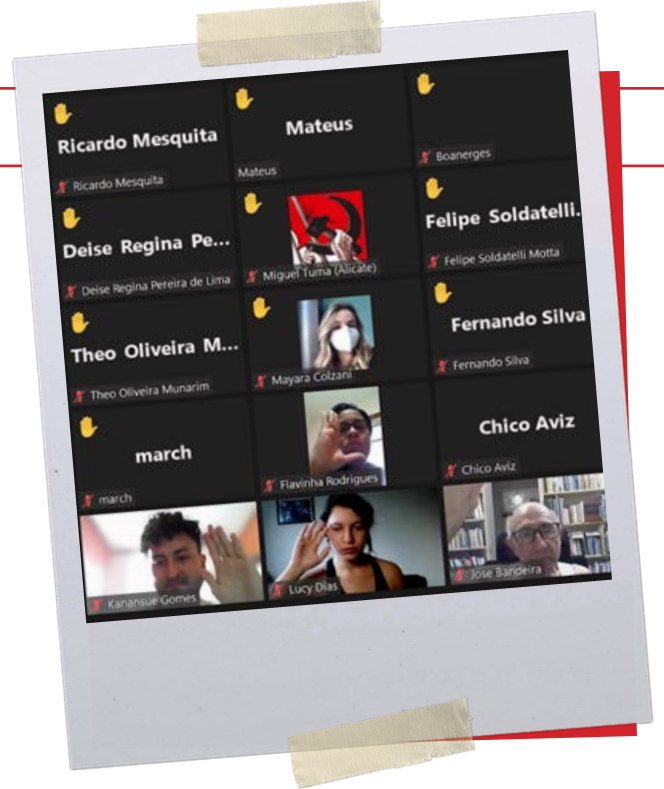 Ricardo Mesquita
Ricardo Mesquita
Mateus
Mateus
Boanerges
Deise Regina Pe...
Deise Regina Pereira de Lima
Miguel Tuma (Alicate)
Felipe Soldatelli...
Felipe Soldatelli Motta
Theo Oliveira M...
Theo Oliveira Munarim
Mayara Colzani
Fernando Silva
Fernando Silva
march
march
Flavinha Rodrigues
Chico Aviz
Chico Aviz
Kanansue Gomes
Lucy Dias
Jose Bandeira